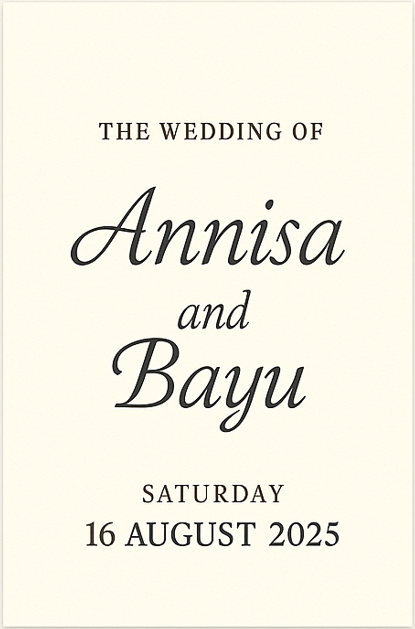 THE WEDDING OF
Annisa
and
Bayu
SATURDAY
16 AUGUST 2025